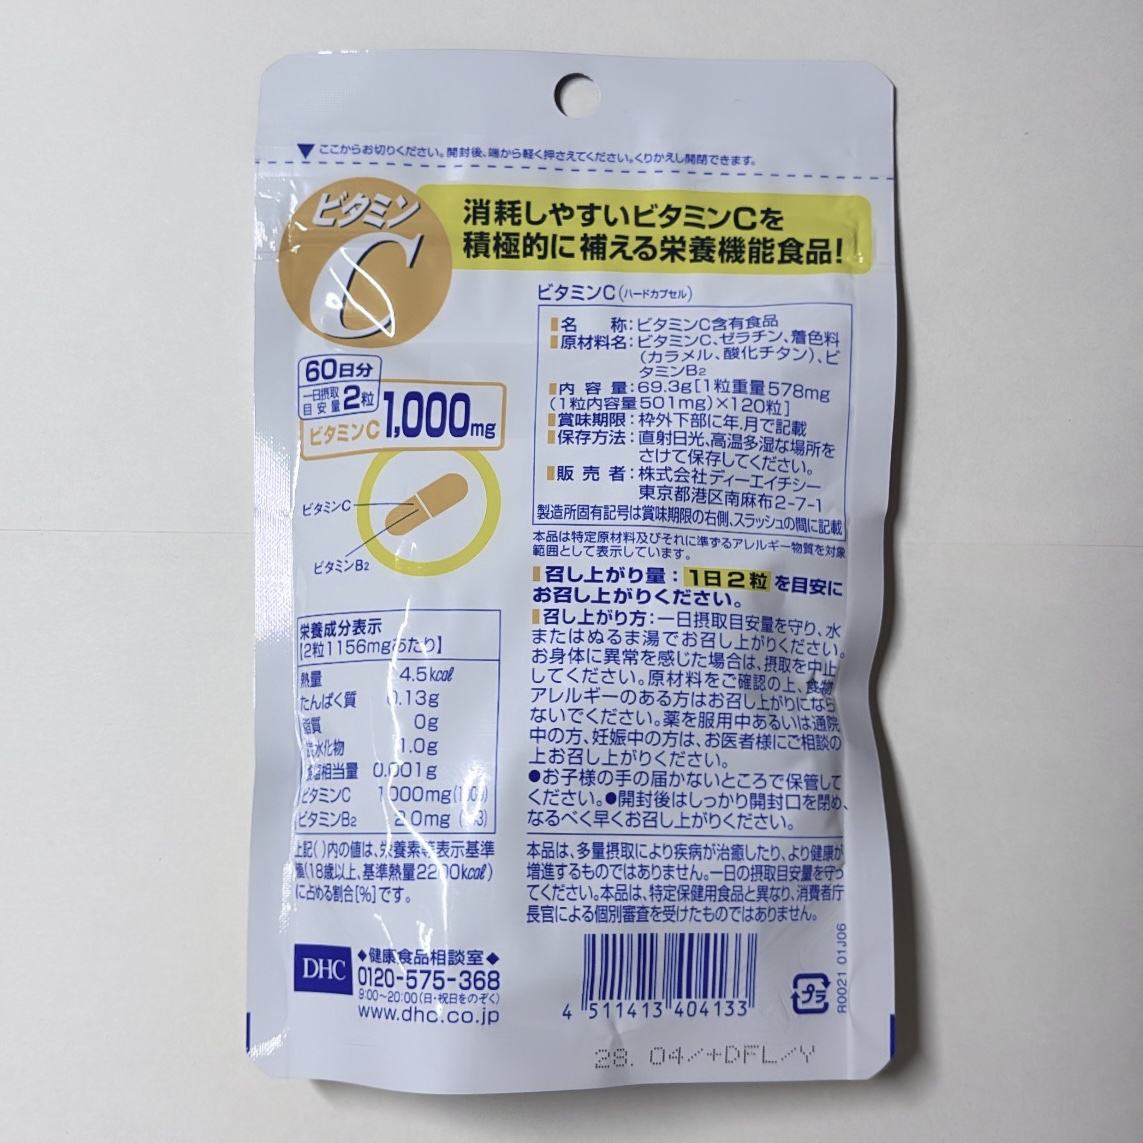 ▼ここからお切りください。開封後、端から軽く押さえてください。くりかえし開閉できます。
ビタミン
C
消耗しやすいビタミンCを
積極的に補える栄養機能食品!
60日分
一日摂取
目安量2粒
ビタミンC 1,000mg
ビタミンC
ビタミンB2
栄養成分表示
【2粒1156mgあたり】
熱量 4.5kcal
たんぱく質 0.13g
脂質 0g
水化物 1.0g
相当量 0.001g
ビタミンC 1000mg
ビタミンB2 2.0mg
上記( )内の値は、栄養素等表示基準
値(18歳以上、基準熱量2200kcal)
に占める割合[%]です。
ビタミンC(ハードカプセル)
名称:ビタミンC含有食品
原材料名:ビタミンC、ゼラチン、着色料
(カラメル、酸化チタン)、ビ
タミンB2
内容量:69.3g[1粒重量578mg
(1粒内容量501mg)×120粒]
賞味期限:枠外下部に年.月で記載
保存方法:直射日光、高温多湿な場所を
さけて保存してください。
販売者:株式会社ディーエイチシー
東京都港区南麻布2-7-1
製造所固有記号は賞味期限の右側、スラッシュの間に記載
本品は特定原材料及びそれに準ずるアレルギー物質を対象
範囲として表示しています。
召し上がり量:1日2粒を目安に
お召し上がりください。
召し上がり方:一日摂取目安量を守り、水
またはぬるま湯でお召し上がりください。
お身体に異常を感じた場合は、摂取を中止
してください。原材料をご確認の上、食物
アレルギーのある方はお召し上がりになら
ないでください。薬を服用中あるいは通院
中の方、妊娠中の方は、お医者様にご相談の
上お召し上がりください。
●お子様の手の届かないところで保管して
ください。●開封後はしっかり開封口を閉め、
なるべく早くお召し上がりください。
本品は、多量摂取により疾病が治癒したり、より健康が
増進するものではありません。一日の摂取目安量を守っ
てください。本品は、特定保健用食品と異なり、消費者庁
長官による個別審査を受けたものではありません。
DHC
◆健康食品相談室◆
0120-575-368
9:00~20:00(日・祝日をのぞく)
www.dhc.co.jp
4 511413 404133
プラ
R0021 01J06
28. 04/+DFL/Y